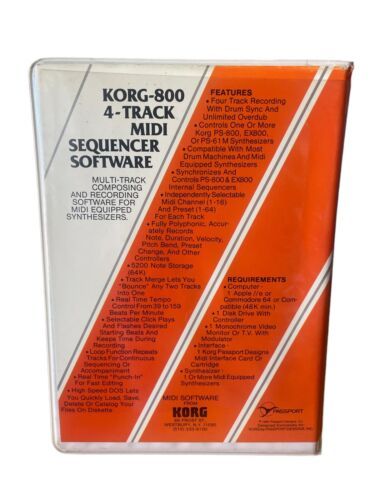 KORG-800
4-TRACK
MIDI
SEQUENCER
SOFTWARE
MULTI-TRACK
COMPOSING
AND RECORDING
SOFTWARE FOR
MIDI EQUIPPED
SYNTHESIZERS.
FEATURES
• Four Track Recording
With Drum Sync And
Unlimited Overdub
• Controls One or More
Korg PS-800, EX800,
Or PS-61M Synthesizers
• Compatible With Most
Drum Machines And Midi
Equipped Synthesizers
• Synchronizes And
Controls PS-800 & EX800
Internal Sequencers
• Independently Selectable
Midi Channel (1-16)
And Preset (1-64)
For Each Track
• Fully Polyphonic, Accur-
ately Records
Note, Duration, Velocity,
Pitch Bend, Preset
Change, And Other
Controllers
• 5200 Note Storage
(64K)
• Track Merge Lets You
"Bounce" Any Two Tracks
Into One
• Real Time Tempo
Control From 39 to 159
Beats Per Minute
• Selectable Click Plays
And Flashes Desired
Starting Beats And
Keeps Time During
Recording
• Loop Function Repeats
Tracks For Continuous
Sequencing Or
Accompaniement
• Real Time "Punch-In"
For Fast Editing
• High Speed DOS Lets
You Quickly Load, Save,
Delete Or Catalog Your
Files On Diskette
REQUIREMENTS
• Computer -
1 Apple //e or
Commodore 64 or Com-
patible (48K min.)
• 1 Disk Drive With
Controller
• 1 Monochrome Video
Monitor Or T.V. With
Modulator
• Interface -
1 Korg Passport Designs
Midi Interface Card Or
Cartridge
• Synthesizer -
1 Or More Midi Equipped
Synthesizers
MIDI SOFTWARE
FROM
KORG
89 FROST ST.,
WESTBURY, N.Y. 11590
(516) 333-9100
PASSPORT